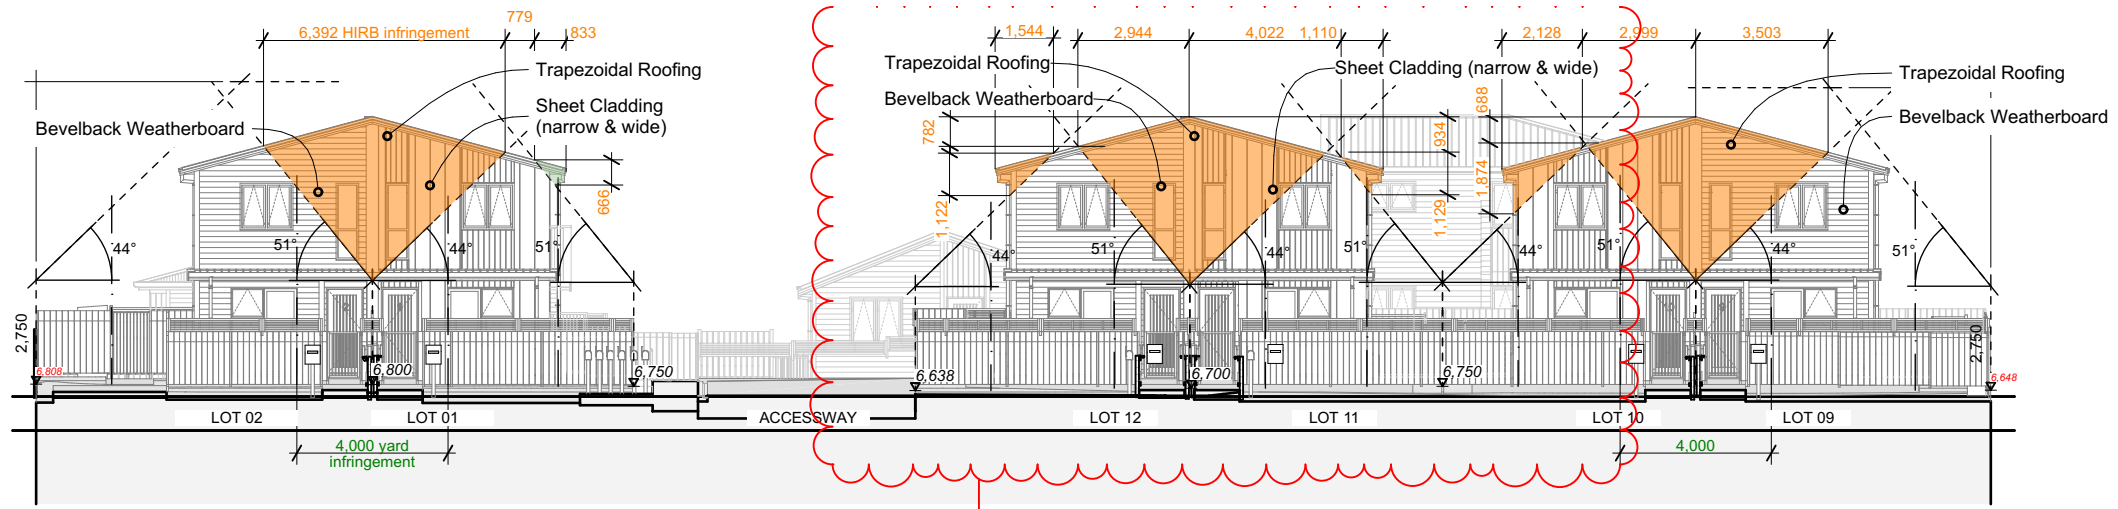 779
6,392 HIRB infringement
833
1,544
2,944
4,022
1,110
2,128
2,999
3,503
Trapezoidal Roofing
Sheet Cladding
(narrow & wide)
Bevelback Weatherboard
Trapezoidal Roofing
Bevelback Weatherboard
Sheet Cladding (narrow & wide)
Trapezoidal Roofing
Bevelback Weatherboard
782
934
688
666
1,122
1,129
1,874
44°
51°
44°
51°
44°
51°
44°
51°
44°
51°
44°
51°
2,750
2,750
6,808
6,800
6,750
6,638
6,700
6,750
6,648
LOT 02
LOT 01
ACCESSWAY
LOT 12
LOT 11
LOT 10
LOT 09
4,000 yard
infringement
4,000